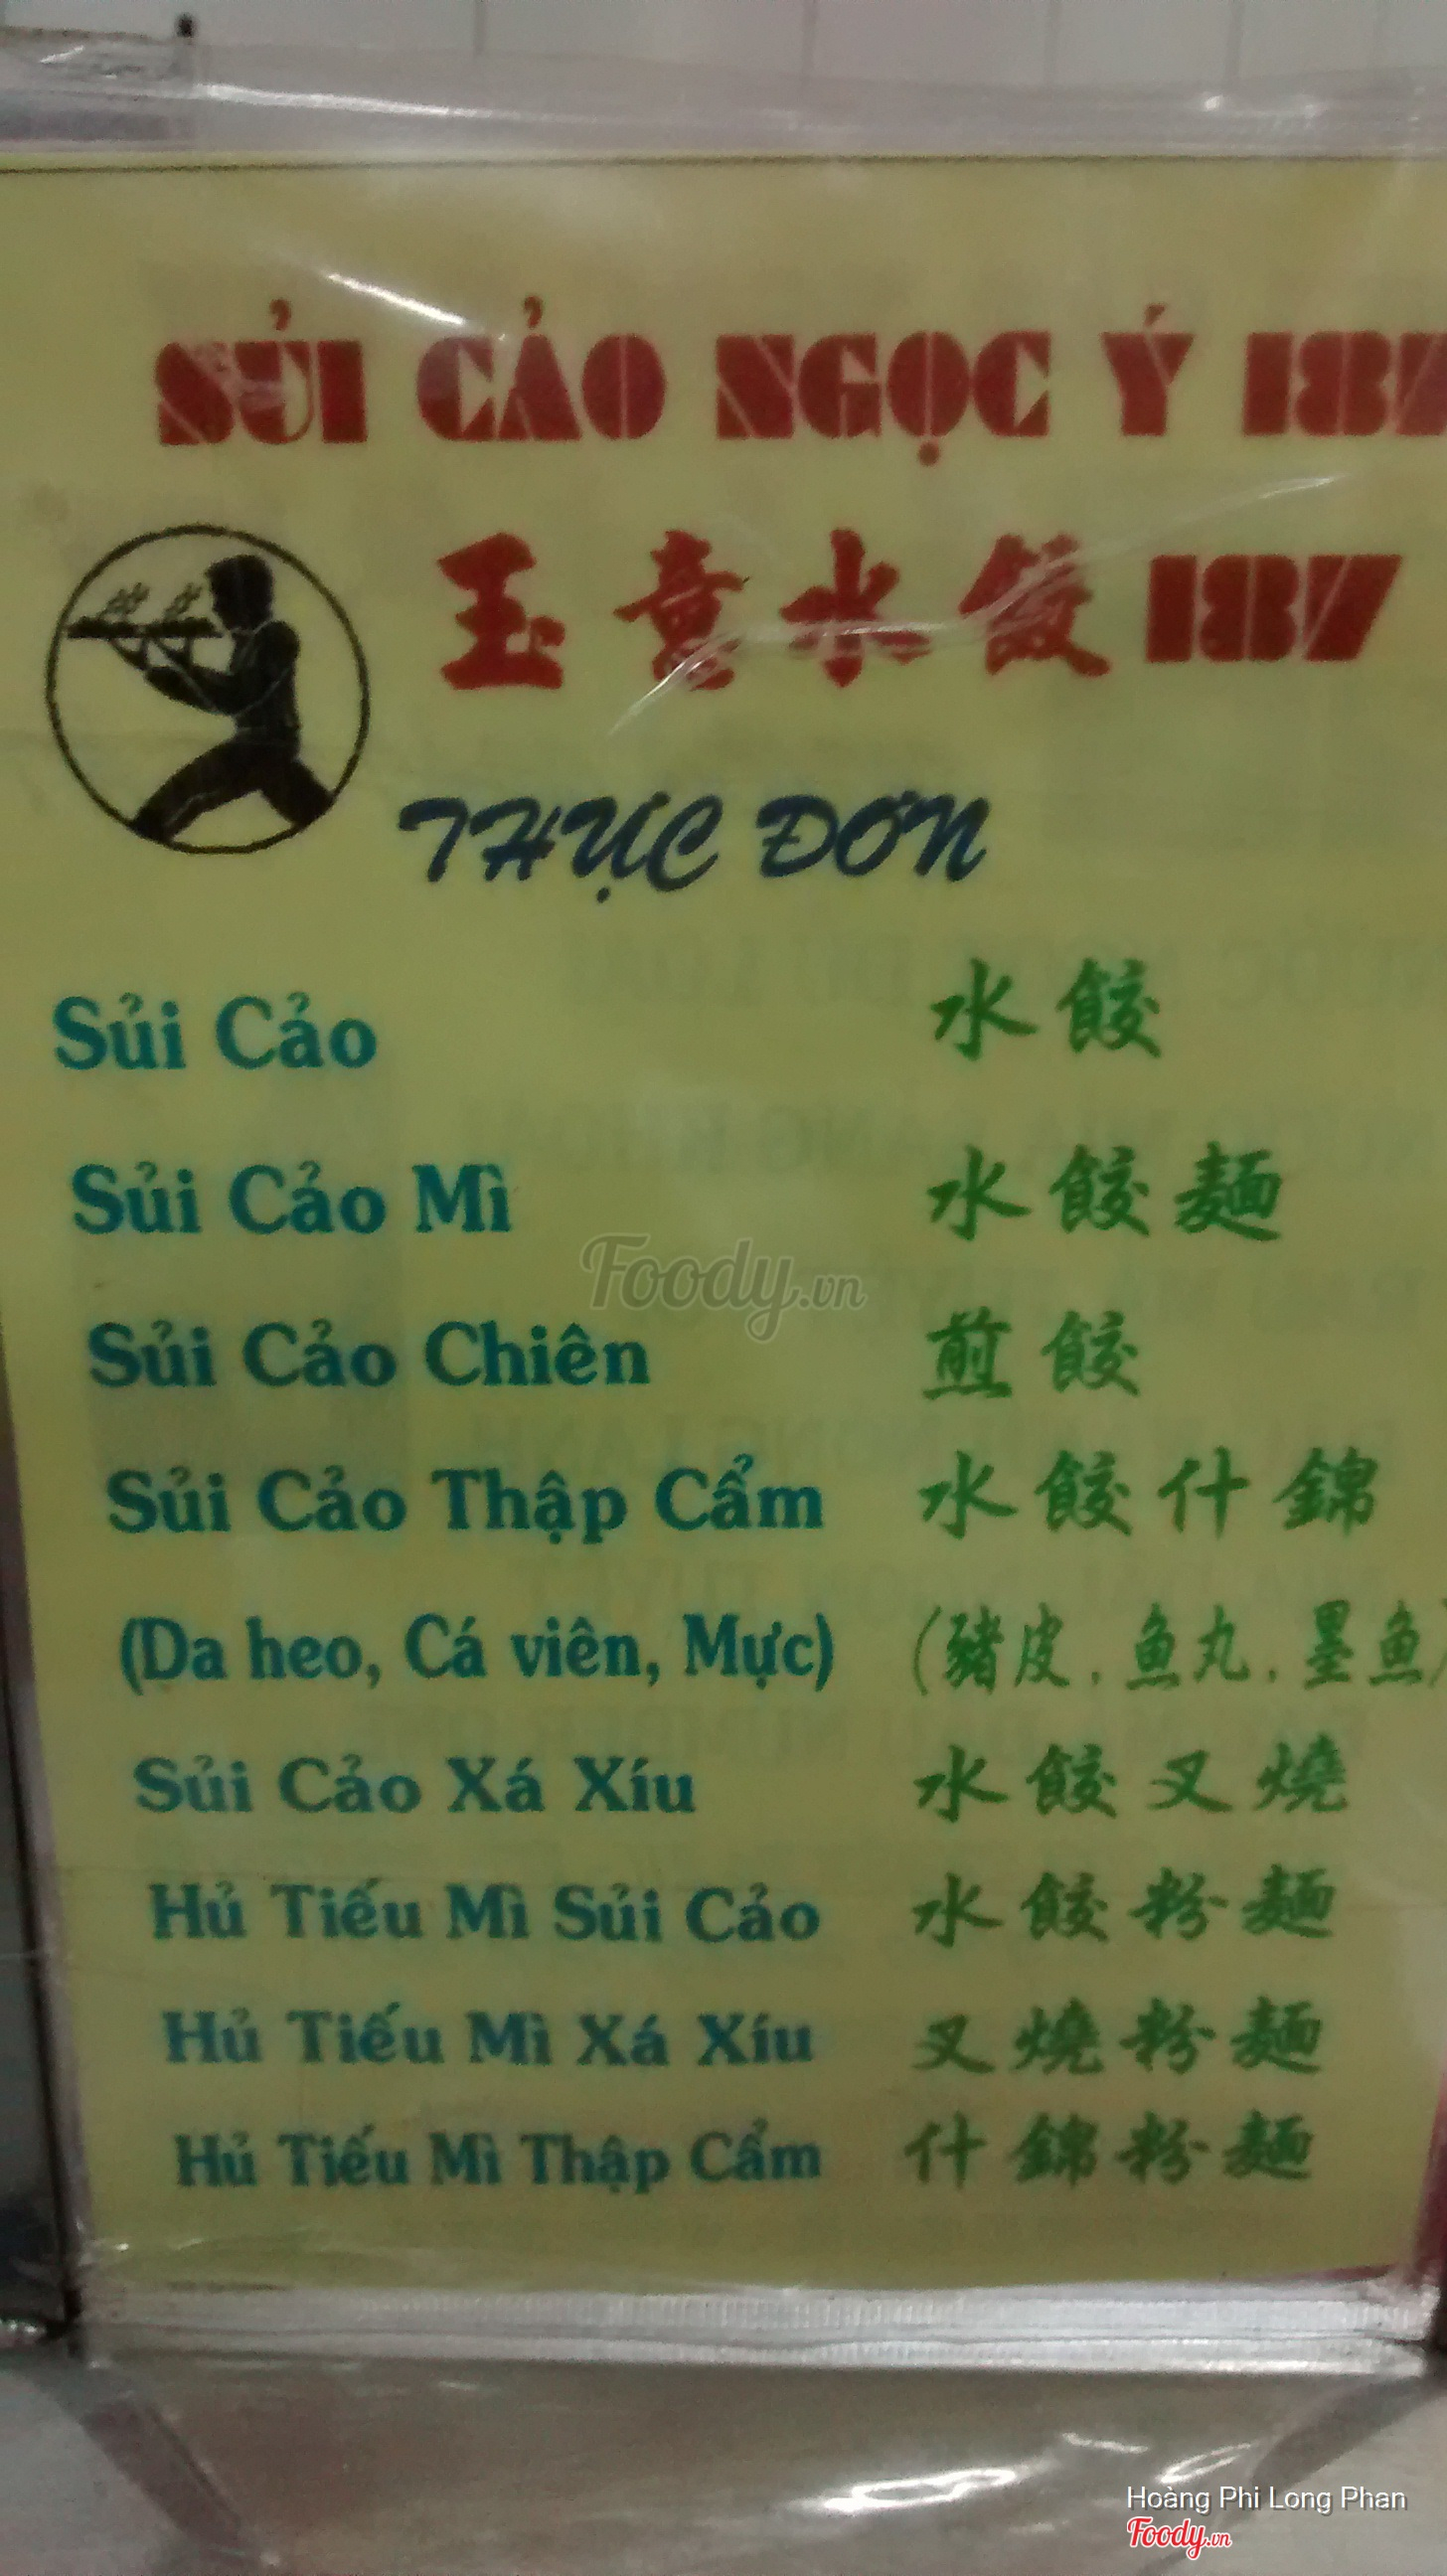 SỦI CẢO NGỌC Ý 187
玉意水餃187
THỰC ĐƠN
Sủi Cảo 水餃
Sủi Cảo Mì 水餃麵
Sủi Cảo Chiên 煎餃
Sủi Cảo Thập Cẩm 水餃什錦
(Da heo, Cá viên, Mực) (豬皮, 魚丸, 墨魚)
Sủi Cảo Xá Xíu 水餃叉燒
Hủ Tiếu Mì Sủi Cảo 水餃粉麵
Hủ Tiếu Mì Xá Xíu 叉燒粉麵
Hủ Tiếu Mì Thập Cẩm 什錦粉麵
Foody.vn
Hoàng Phi Long Phan
Foody.vn